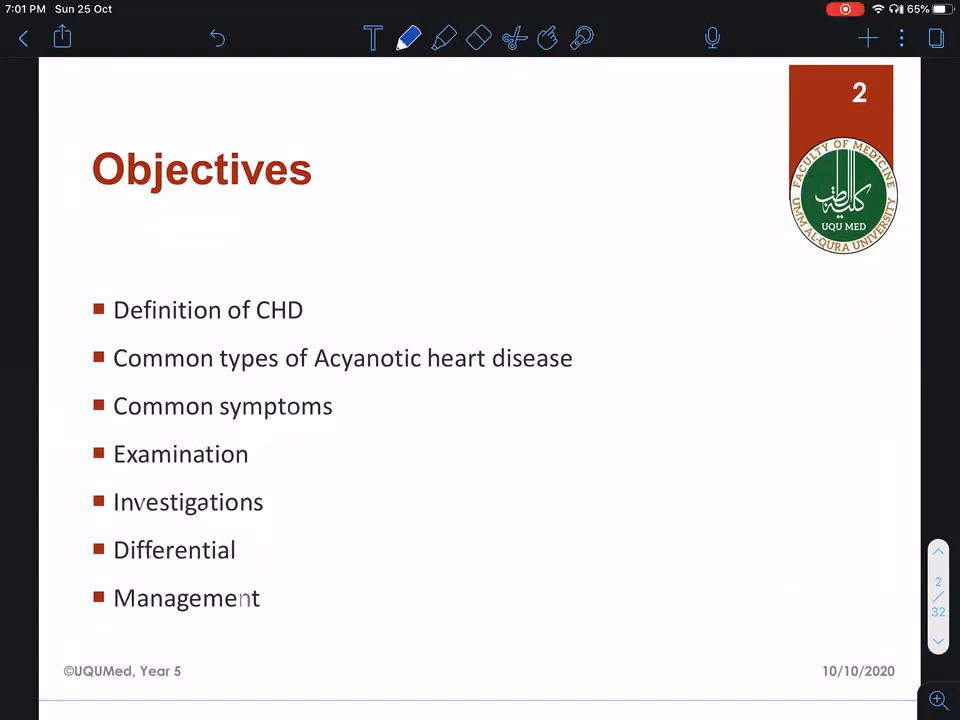 7:01 PM Sun 25 Oct
65%
2
FACULTY OF MEDICINE
كلية الطب
UQU MED
UMM AL-QURA UNIVERSITY
Objectives
Definition of CHD
Common types of Acyanotic heart disease
Common symptoms
Examination
Investigations
Differential
Management
2
/
32
©UQUMed, Year 5
10/10/2020